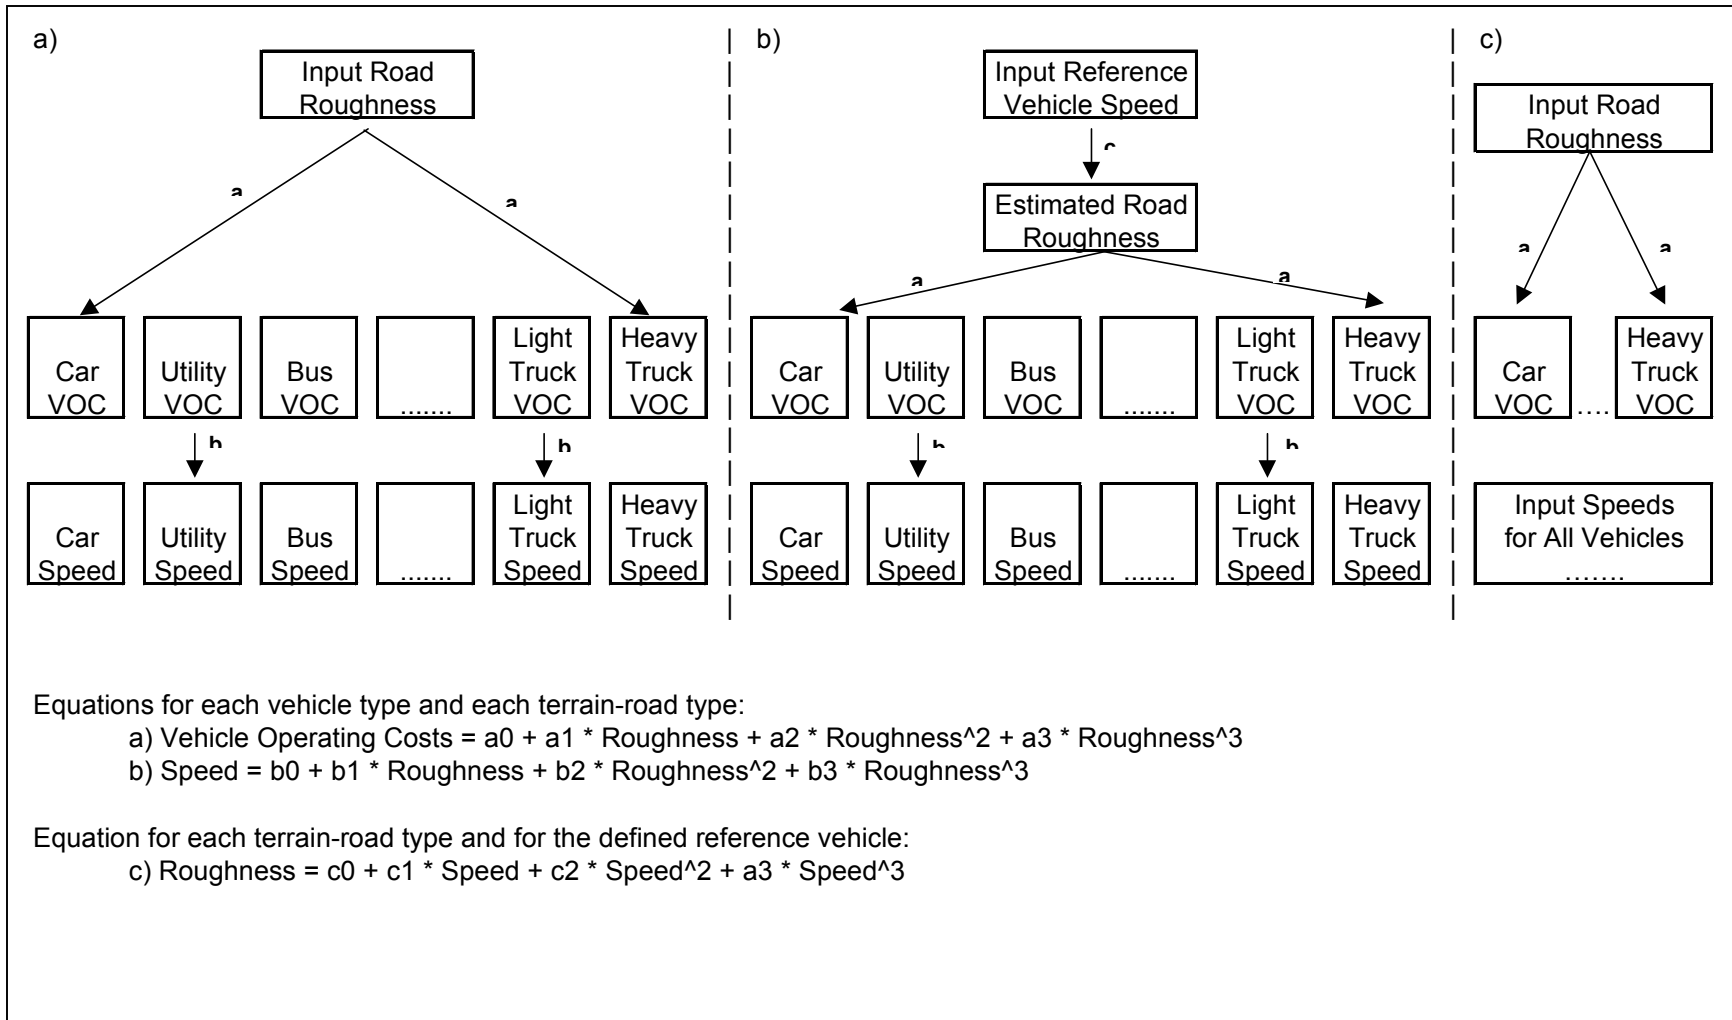 a)
Input Road
Roughness
a
a
Car
VOC
Utility
VOC
Bus
VOC
.......
Light
Truck
VOC
Heavy
Truck
VOC
b
b
Car
Speed
Utility
Speed
Bus
Speed
.......
Light
Truck
Speed
Heavy
Truck
Speed
b)
Input Reference
Vehicle Speed
c
Estimated Road
Roughness
a
a
Car
VOC
Utility
VOC
Bus
VOC
.......
Light
Truck
VOC
Heavy
Truck
VOC
b
b
Car
Speed
Utility
Speed
Bus
Speed
.......
Light
Truck
Speed
Heavy
Truck
Speed
c)
Input Road
Roughness
a
a
Car
VOC
....
Heavy
Truck
VOC
Input Speeds
for All Vehicles
.......
Equations for each vehicle type and each terrain-road type:
a) Vehicle Operating Costs = a0 + a1 * Roughness + a2 * Roughness^2 + a3 * Roughness^3
b) Speed = b0 + b1 * Roughness + b2 * Roughness^2 + b3 * Roughness^3
Equation for each terrain-road type and for the defined reference vehicle:
c) Roughness = c0 + c1 * Speed + c2 * Speed^2 + a3 * Speed^3